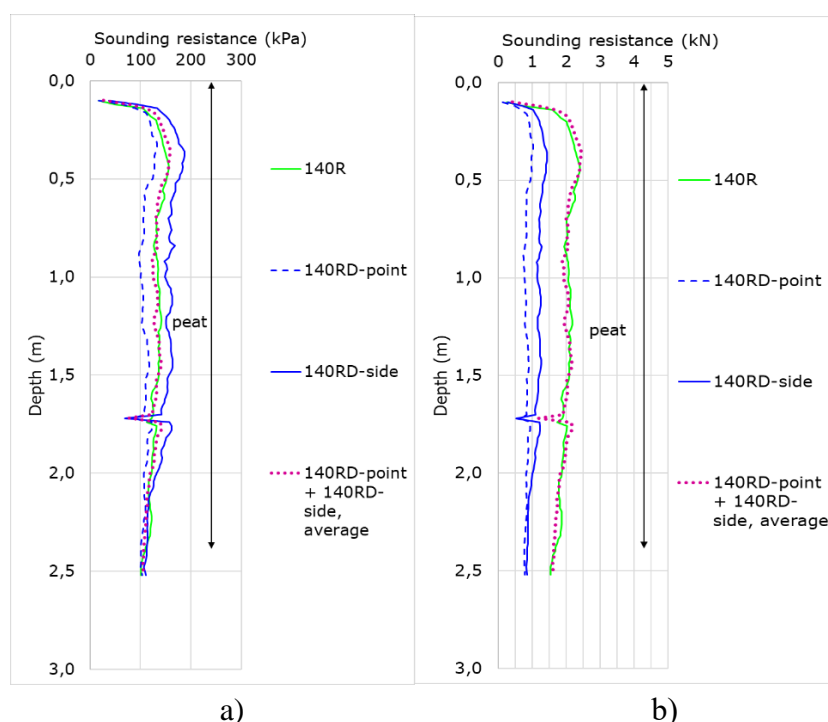 Sounding resistance (kPa)
0 100 200 300
0,0
0,5
1,0
1,5
2,0
2,5
3,0
Depth (m)
peat
140R
140RD-point
140RD-side
140RD-point
+ 140RD-
side,
average
a)
Sounding resistance (kN)
0 1 2 3 4 5
0,0
0,5
1,0
1,5
2,0
2,5
3,0
Depth (m)
peat
140R
140RD-point
140RD-side
140RD-point
+ 140RD-
side, average
b)